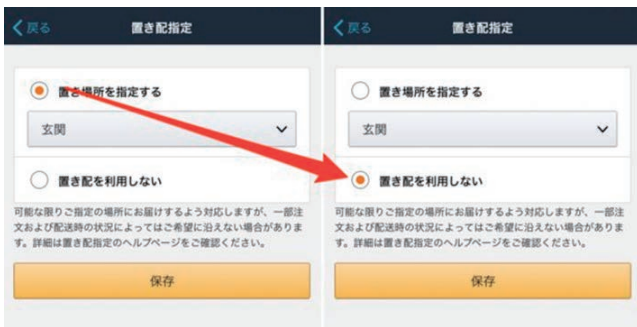 戻る
置き配指定
置き場所を指定する
玄関
置き配を利用しない
可能な限りご指定の場所にお届けするよう対応しますが、一部注
文および配送時の状況によってはご希望に沿えない場合がありま
す。詳細は置き配指定のヘルプページをご確認ください。
保存
戻る
置き配指定
置き場所を指定する
玄関
置き配を利用しない
可能な限りご指定の場所にお届けするよう対応しますが、一部注
文および配送時の状況によってはご希望に沿えない場合がありま
す。詳細は置き配指定のヘルプページをご確認ください。
保存